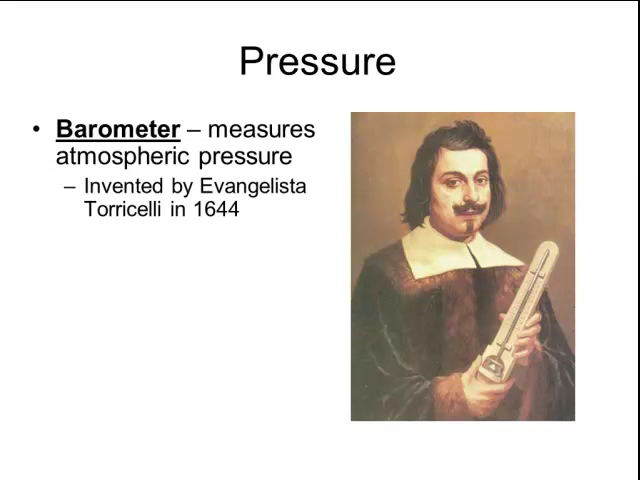 Pressure
• Barometer – measures
atmospheric pressure
– Invented by Evangelista
Torricelli in 1644